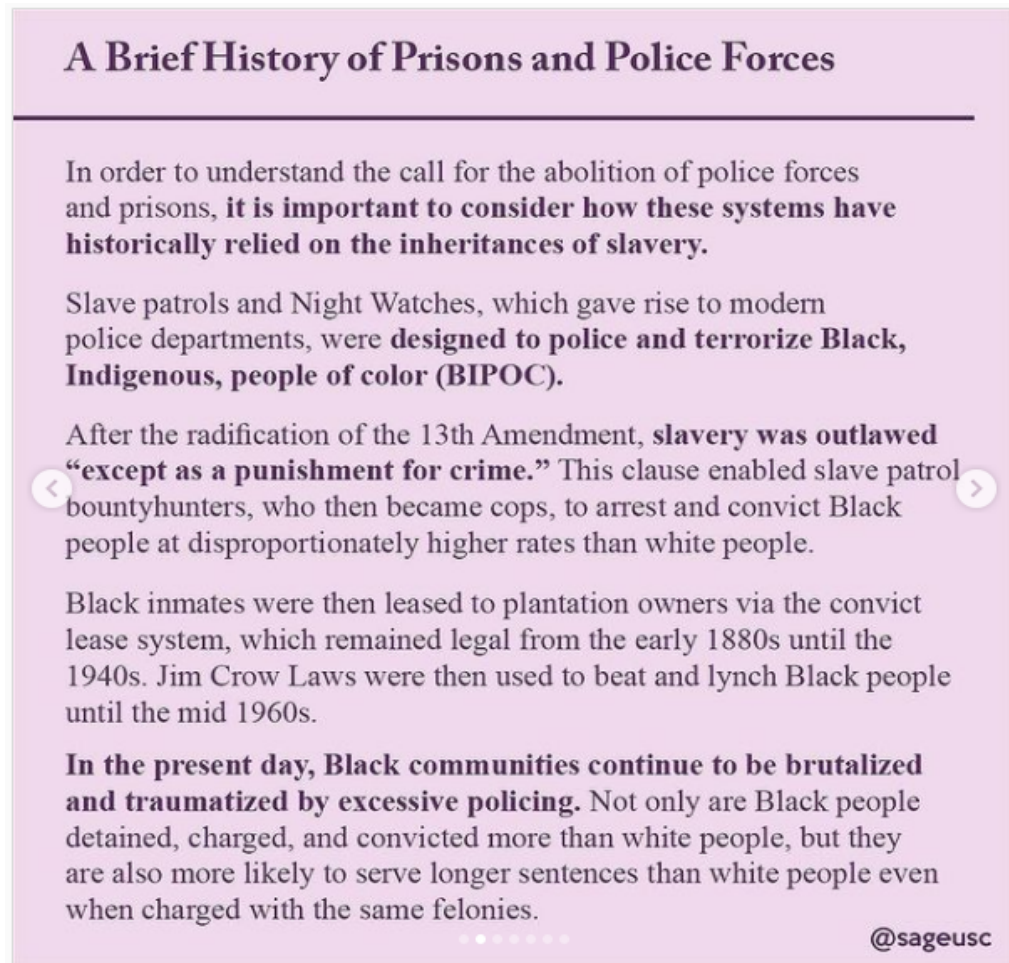 A Brief History of Prisons and Police Forces
In order to understand the call for the abolition of police forces
and prisons, it is important to consider how these systems have
historically relied on the inheritances of slavery.
Slave patrols and Night Watches, which gave rise to modern
police departments, were designed to police and terrorize Black,
Indigenous, people of color (BIPOC).
After the radification of the 13th Amendment, slavery was outlawed
“except as a punishment for crime.” This clause enabled slave patrol
bountyhunters, who then became cops, to arrest and convict Black
people at disproportionately higher rates than white people.
Black inmates were then leased to plantation owners via the convict
lease system, which remained legal from the early 1880s until the
1940s. Jim Crow Laws were then used to beat and lynch Black people
until the mid 1960s.
In the present day, Black communities continue to be brutalized
and traumatized by excessive policing. Not only are Black people
detained, charged, and convicted more than white people, but they
are also more likely to serve longer sentences than white people even
when charged with the same felonies.
@sageusc